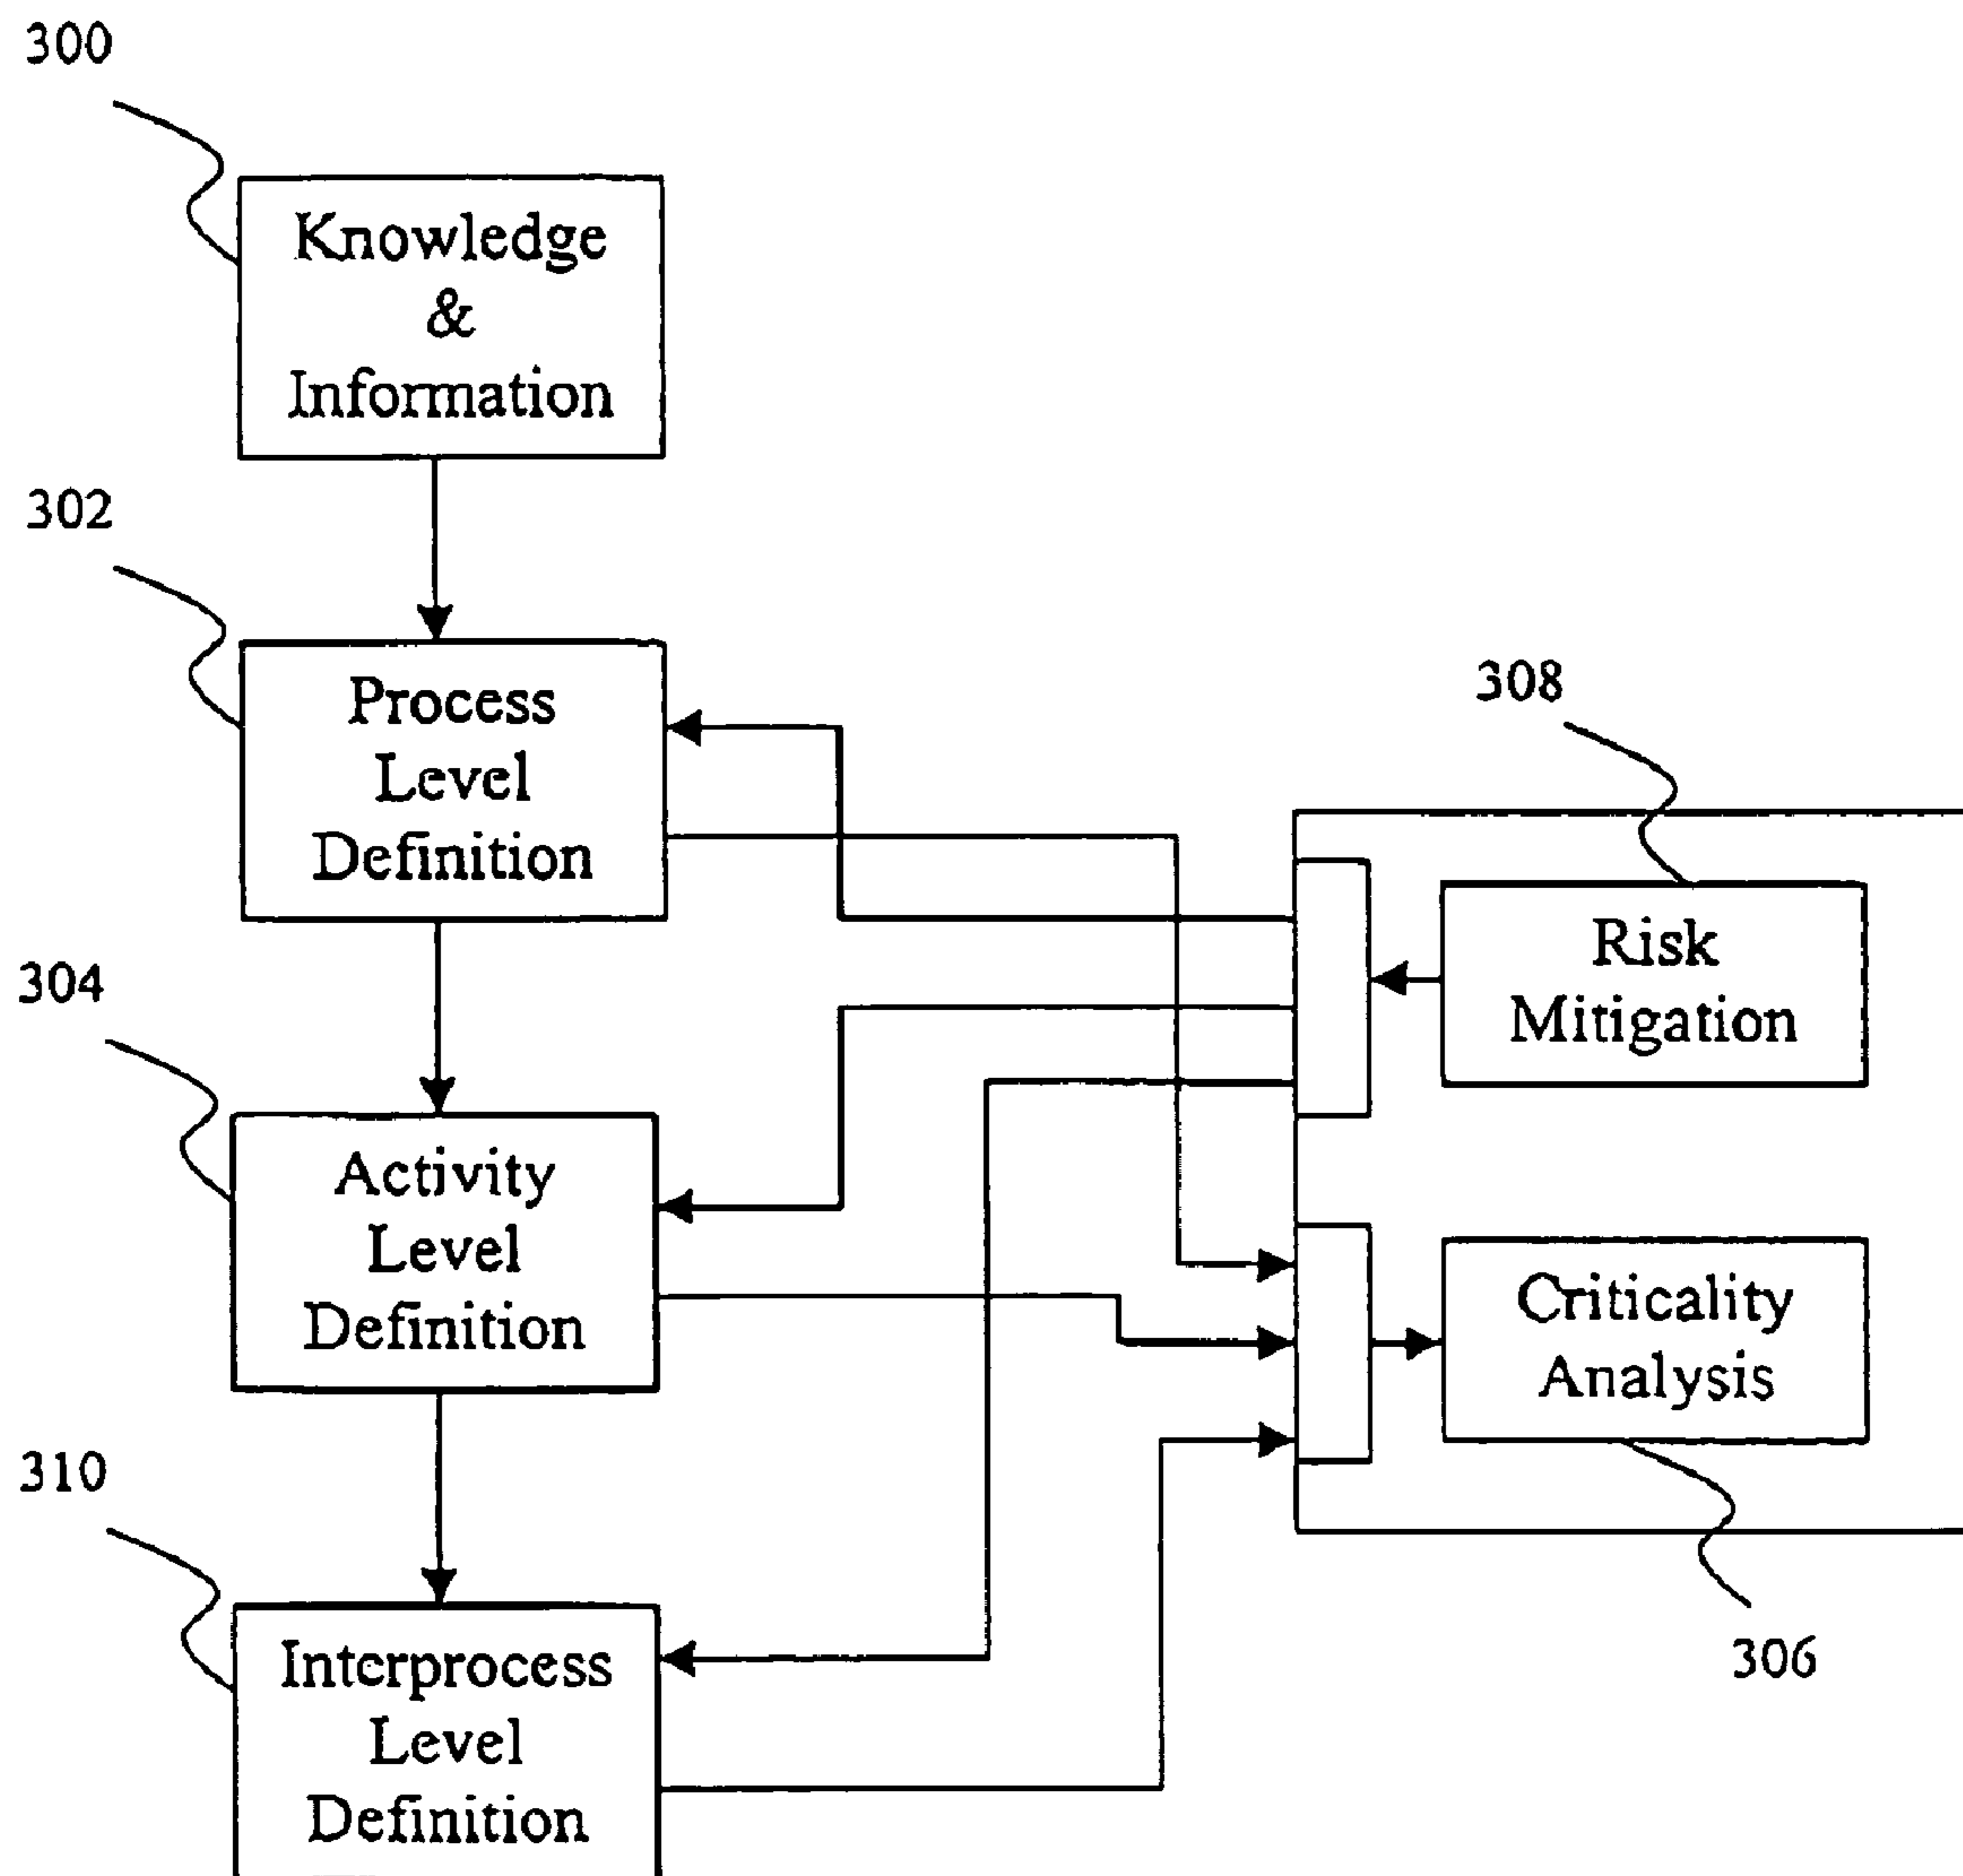 300
Knowledge
&
Information
302
Process
Level
Definition
308
Risk
Mitigation
304
Activity
Level
Definition
Criticality
Analysis
310
Interprocess
Level
Definition
306